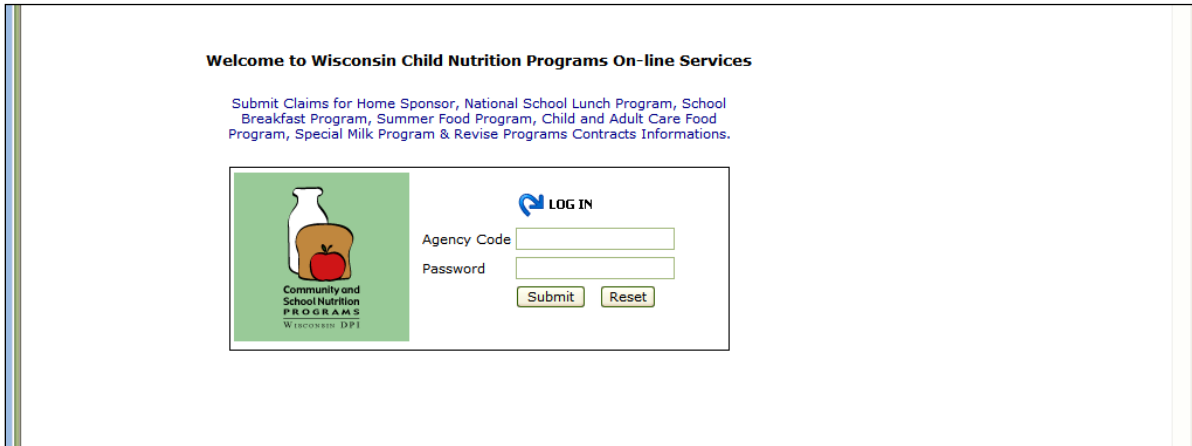 Welcome to Wisconsin Child Nutrition Programs On-line Services
Submit Claims for Home Sponsor, National School Lunch Program, School
Breakfast Program, Summer Food Program, Child and Adult Care Food
Program, Special Milk Program & Revise Programs Contracts Informations.
LOG IN
Agency Code
Password
Submit Reset
Community and
School Nutrition
PROGRAMS
WISCONSIN DPI